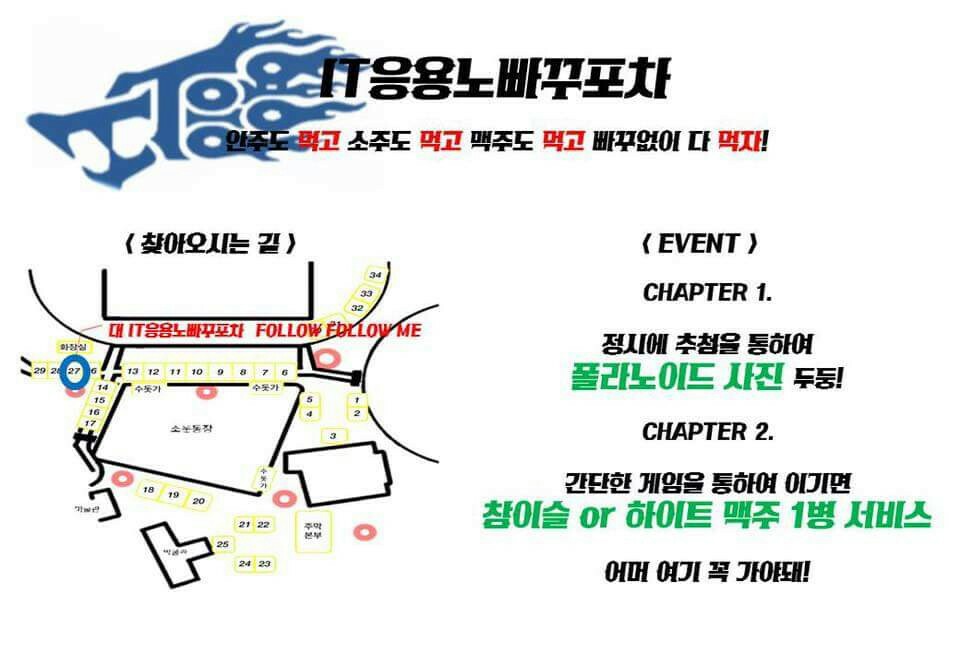 IT응용
IT응용노빠꾸포차
안주도 먹고 소주도 먹고 맥주도 먹고 빠꾸없이 다 먹자!
< 찾아오시는 길 >
34
33
32
31
대 IT응용노빠꾸포차 FOLLOW FOLLOW ME
화장실
29 28 27 26 13 12 11 10 9 8 7 6
14 수돗가 수돗가
15
16
17
5 1
4 2
3
소운동장
수돗가
18 19 20
21 22
25
24 23
주막
본부
박물관
< EVENT >
CHAPTER 1.
정시에 추첨을 통하여
폴라노이드 사진 두둥!
CHAPTER 2.
간단한 게임을 통하여 이기면
참이슬 or 하이트 맥주 1병 서비스
어머 여기 꼭 가야돼!